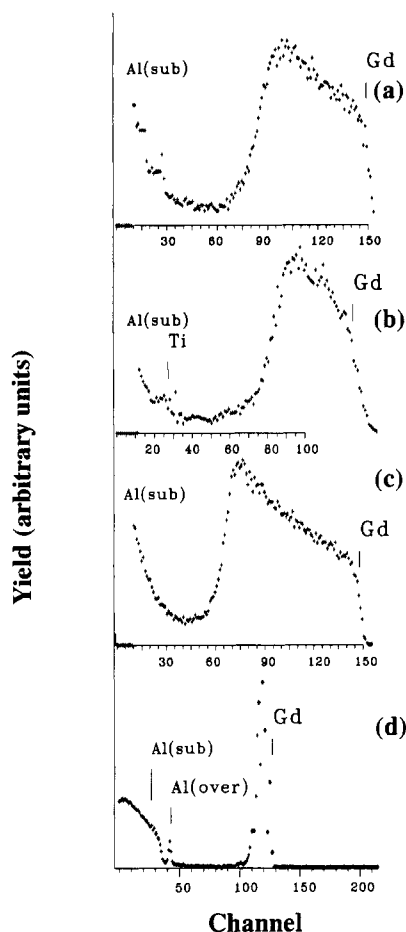 Al(sub)
Gd
(a)
30 60 90 120 150
Al(sub)
Ti
Gd
(b)
20 40 60 80 100
Al(sub)
(c)
Gd
30 60 90 120 150
Al(sub)
Al(over)
Gd
(d)
50 100 150 200
Yield (arbitrary units)
Channel